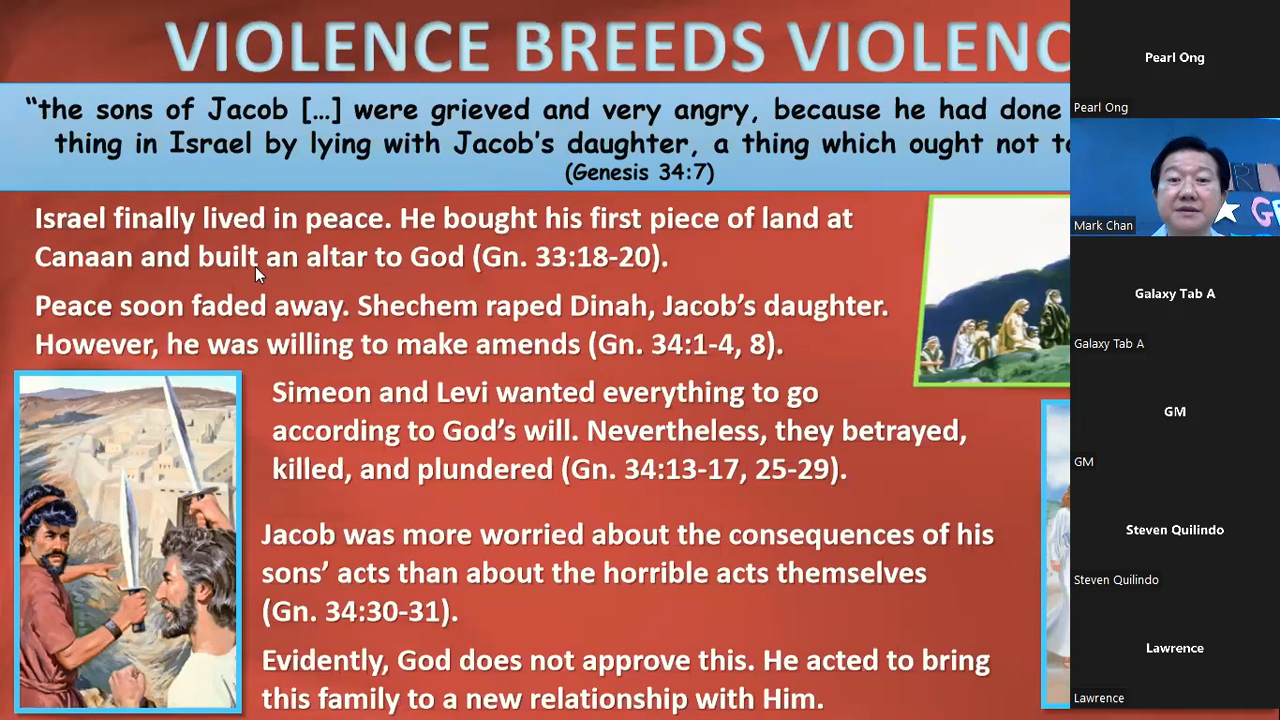 VIOLENCE BREEDS VIOLENC
“the sons of Jacob […] were grieved and very angry, because he had done
thing in Israel by lying with Jacob’s daughter, a thing which ought not to
(Genesis 34:7)
Israel finally lived in peace. He bought his first piece of land at
Canaan and built an altar to God (Gn. 33:18-20).
Peace soon faded away. Shechem raped Dinah, Jacob’s daughter.
However, he was willing to make amends (Gn. 34:1-4, 8).
Simeon and Levi wanted everything to go
according to God’s will. Nevertheless, they betrayed,
killed, and plundered (Gn. 34:13-17, 25-29).
Jacob was more worried about the consequences of his
sons’ acts than about the horrible acts themselves
(Gn. 34:30-31).
Evidently, God does not approve this. He acted to bring
this family to a new relationship with Him.
Pearl Ong
Pearl Ong
Mark Chan
Galaxy Tab A
Galaxy Tab A
GM
GM
Steven Quilindo
Steven Quilindo
Lawrence
Lawrence